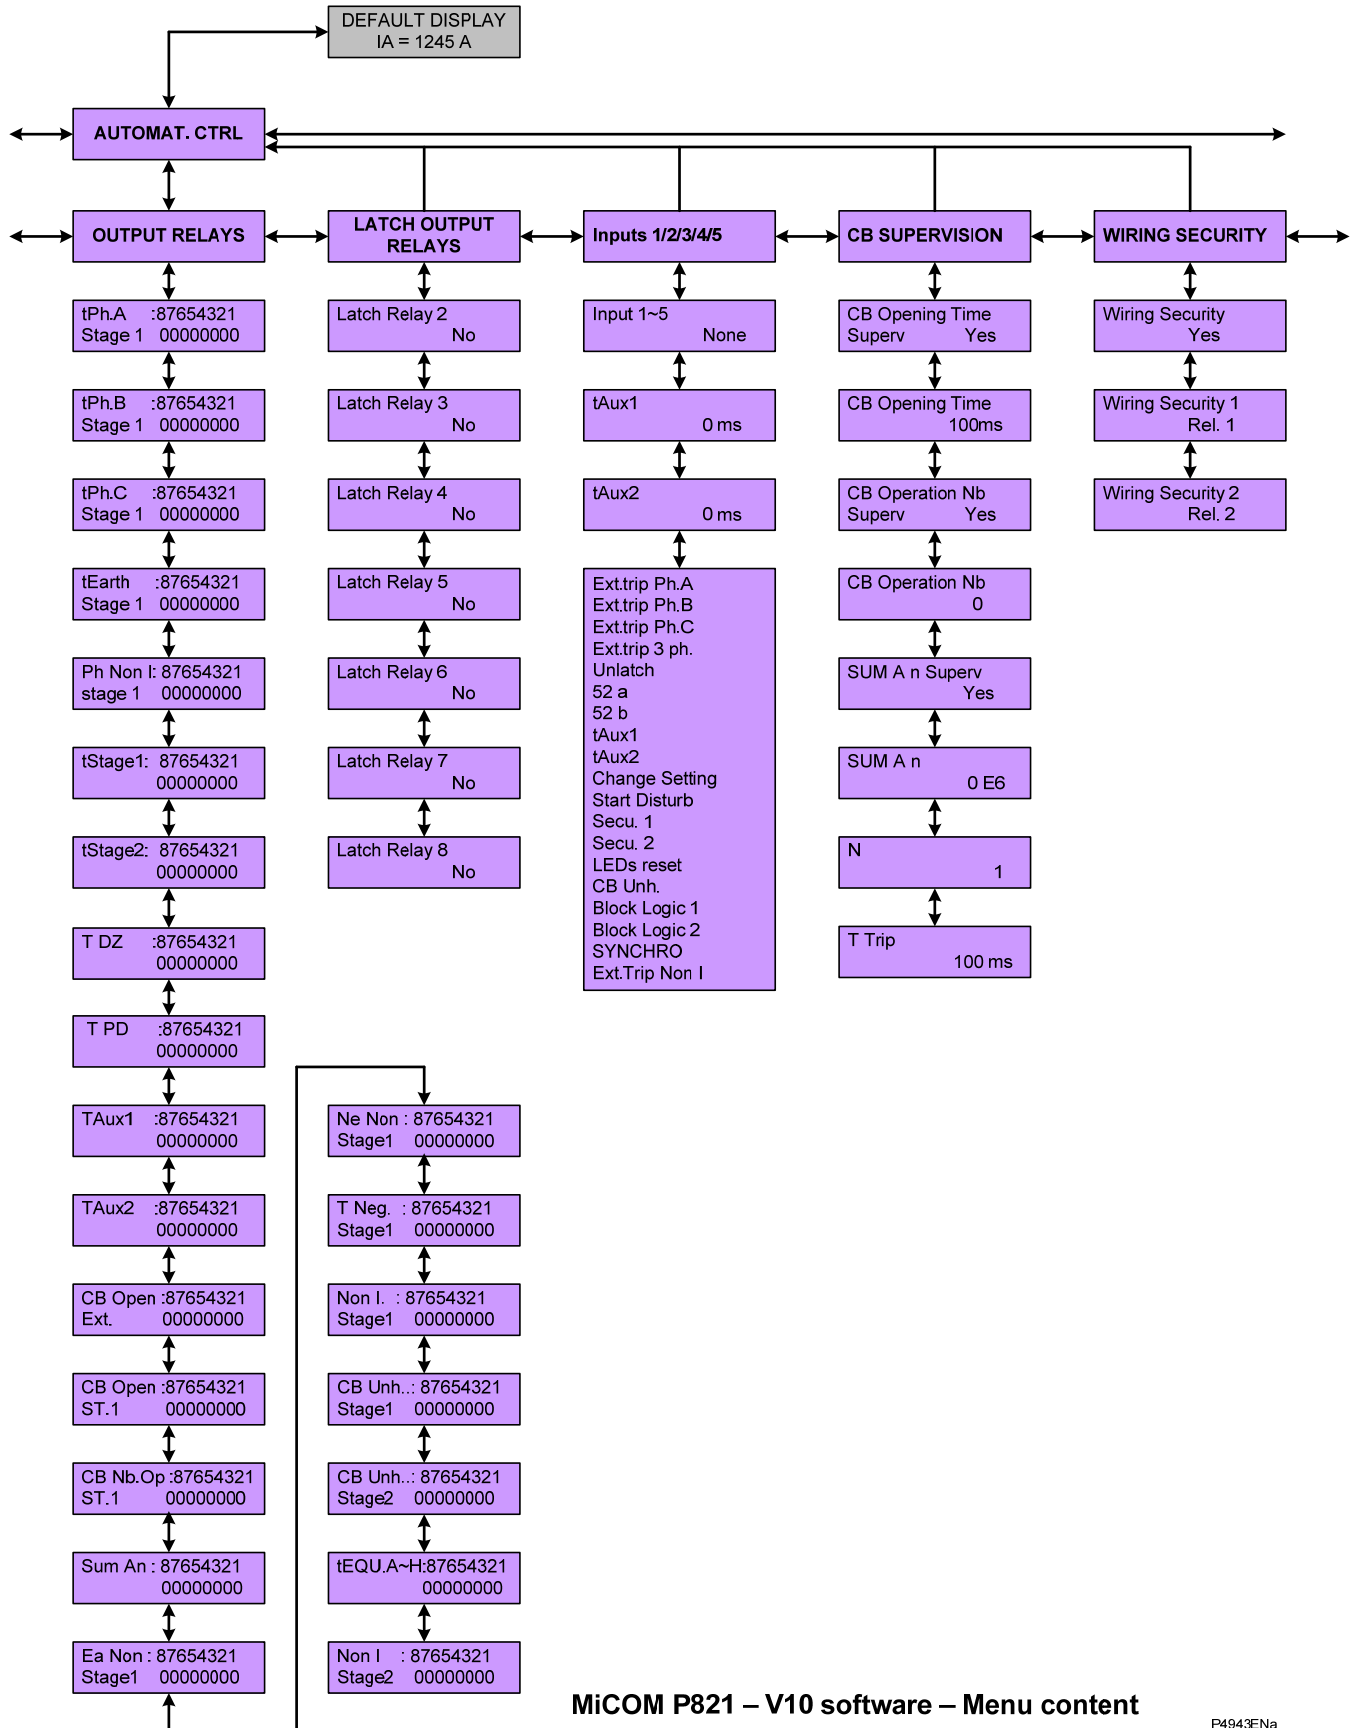 DEFAULT DISPLAY
IA = 1245 A
AUTOMAT. CTRL
OUTPUT RELAYS
tPh.A :87654321
Stage 1 00000000
tPh.B :87654321
Stage 1 00000000
tPh.C :87654321
Stage 1 00000000
tEarth :87654321
Stage 1 00000000
Ph Non I: 87654321
stage 1 00000000
tStage1: 87654321
00000000
tStage2: 87654321
00000000
T DZ :87654321
00000000
T PD :87654321
00000000
TAux1 :87654321
00000000
TAux2 :87654321
00000000
CB Open :87654321
Ext. 00000000
CB Open :87654321
ST.1 00000000
CB Nb.Op :87654321
ST.1 00000000
Sum An : 87654321
00000000
Ea Non : 87654321
Stage1 00000000
LATCH OUTPUT
RELAYS
Latch Relay 2
No
Latch Relay 3
No
Latch Relay 4
No
Latch Relay 5
No
Latch Relay 6
No
Latch Relay 7
No
Latch Relay 8
No
Ne Non : 87654321
Stage1 00000000
T Neg. : 87654321
Stage1 00000000
Non I. : 87654321
Stage1 00000000
CB Unh..: 87654321
Stage1 00000000
CB Unh..: 87654321
Stage2 00000000
tEQU.A~H:87654321
00000000
Non I : 87654321
Stage2 00000000
Inputs 1/2/3/4/5
Input 1~5
None
tAux1
0 ms
tAux2
0 ms
Ext.trip Ph.A
Ext.trip Ph.B
Ext.trip Ph.C
Ext.trip 3 ph.
Unlatch
52 a
52 b
tAux1
tAux2
Change Setting
Start Disturb
Secu. 1
Secu. 2
LEDs reset
CB Unh.
Block Logic 1
Block Logic 2
SYNCHRO
Ext.Trip Non I
CB SUPERVISION
CB Opening Time
Superv Yes
CB Opening Time
100ms
CB Operation Nb
Superv Yes
CB Operation Nb
0
SUM A n Superv
Yes
SUM A n
0 E6
N
1
T Trip
100 ms
WIRING SECURITY
Wiring Security
Yes
Wiring Security 1
Rel. 1
Wiring Security 2
Rel. 2
MiCOM P821 – V10 software – Menu content
P4943ENa